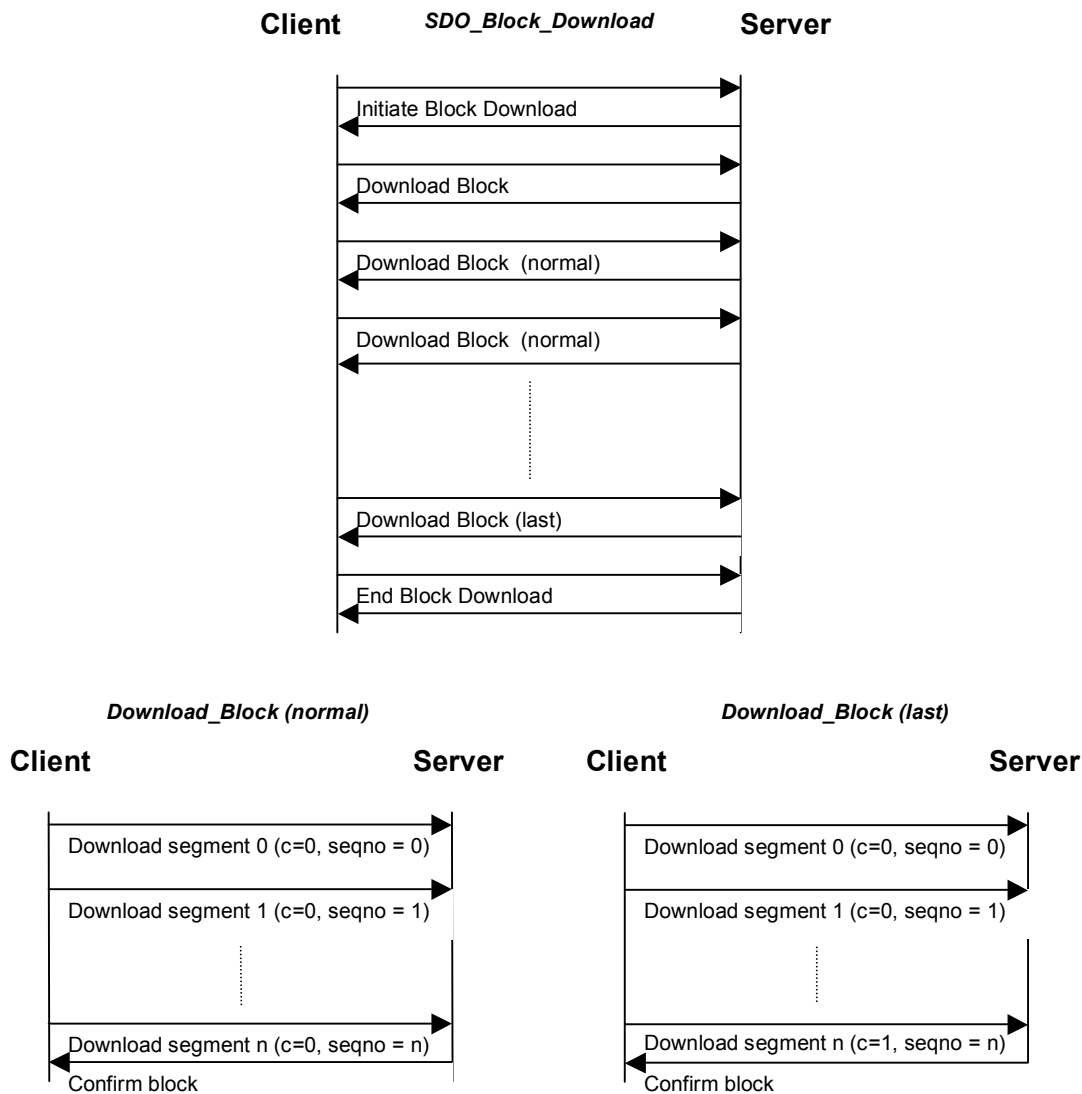 Client SDO_Block_Download Server
Initiate Block Download
Download Block
Download Block (normal)
Download Block (normal)
Download Block (last)
End Block Download
Download_Block (normal) Download_Block (last)
Client Server Client Server
Download segment 0 (c=0, seqno = 0) Download segment 0 (c=0, seqno = 0)
Download segment 1 (c=0, seqno = 1) Download segment 1 (c=0, seqno = 1)
Download segment n (c=0, seqno = n) Download segment n (c=1, seqno = n)
Confirm block Confirm block